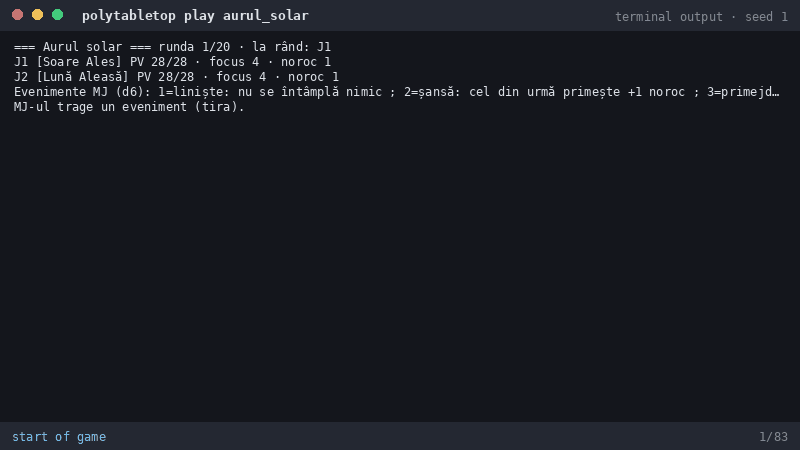 polytabletop play aurul_solar
terminal output · seed 1
=== Aurul solar === runda 1/20 · la rând: J1
J1 [Soare Ales] PV 28/28 · focus 4 · noroc 1
J2 [Lună Aleasă] PV 28/28 · focus 4 · noroc 1
Evenimente MJ (d6): 1=liniște: nu se întâmplă nimic ; 2=șansă: cel din urmă primește +1 noroc ; 3=primejd…
MJ-ul trage un eveniment (tira).
start of game
1/83